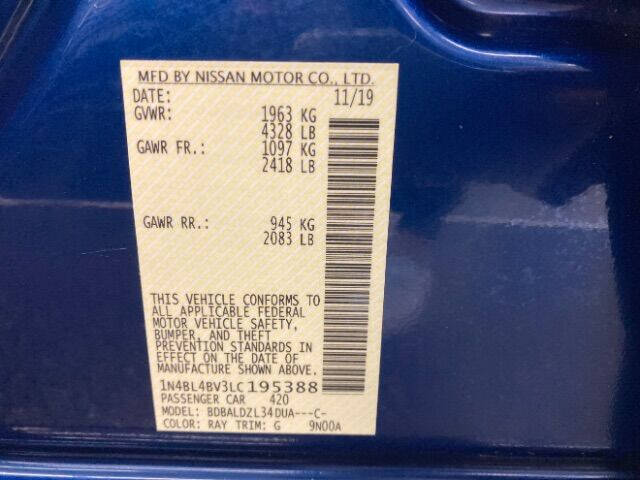 MFD BY NISSAN MOTOR CO., LTD.
DATE: 11/19
GVWR: 1963 KG
4328 LB
GAWR FR.: 1097 KG
2418 LB
GAWR RR.: 945 KG
2083 LB
THIS VEHICLE CONFORMS TO
ALL APPLICABLE FEDERAL
MOTOR VEHICLE SAFETY,
BUMPER, AND THEFT
PREVENTION STANDARDS IN
EFFECT ON THE DATE OF
MANUFACTURE SHOWN ABOVE.
1N4BL4BV3LC195388
PASSENGER CAR 420
MODEL: BDBALDZL34DUA---C-
COLOR: RAY TRIM: G 9N00A